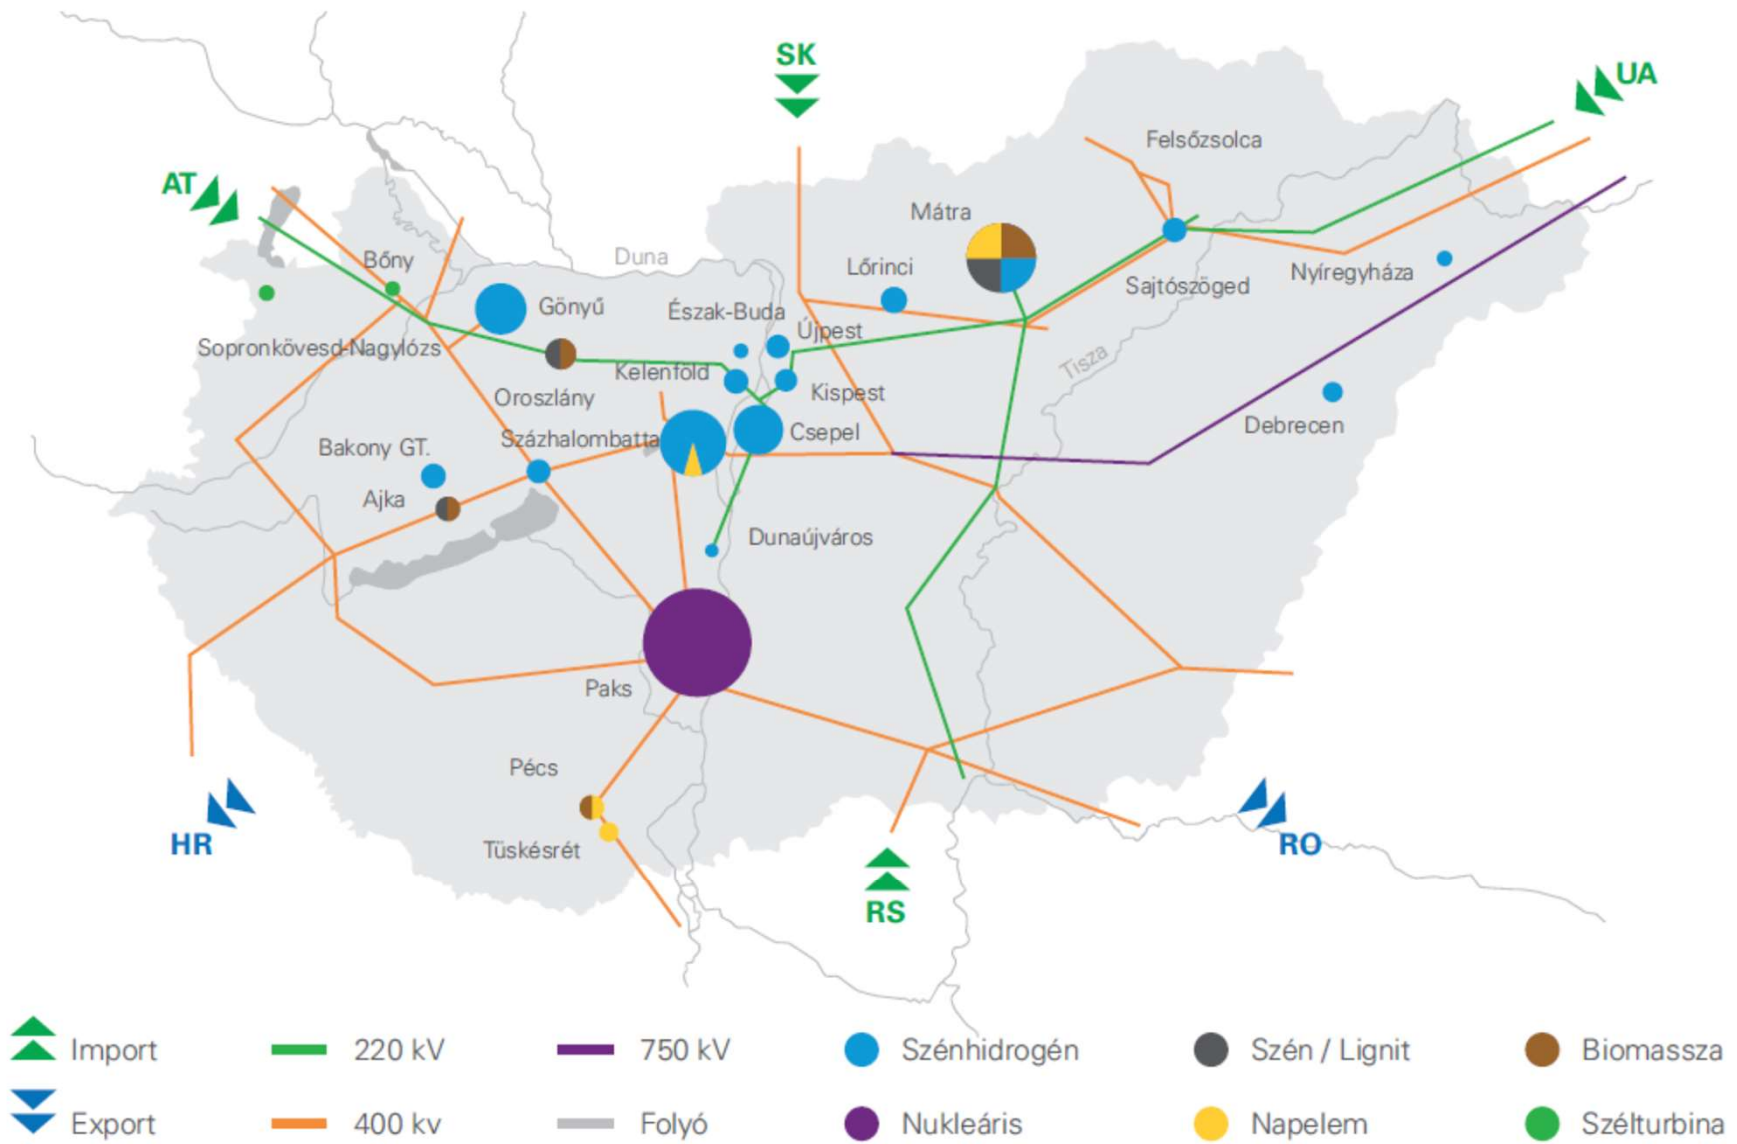 SK
UA
Felsőzsolca
AT
Mátra
Bőny
Duna
Lőrinci
Nyíregyháza
Sajtószöged
Gönyű
Észak-Buda
Újpest
Sopronkövesd-Nagylózs
Tisza
Kelenföld
Kispest
Oroszlány
Debrecen
Százhalombatta
Csepel
Bakony GT.
Ajka
Dunaújváros
Paks
Pécs
HR
RO
Tüskésrét
RS
Import
220 kV
750 kV
Szénhidrogén
Szén / Lignit
Biomassza
Export
400 kv
Folyó
Nukleáris
Napelem
Szélturbina